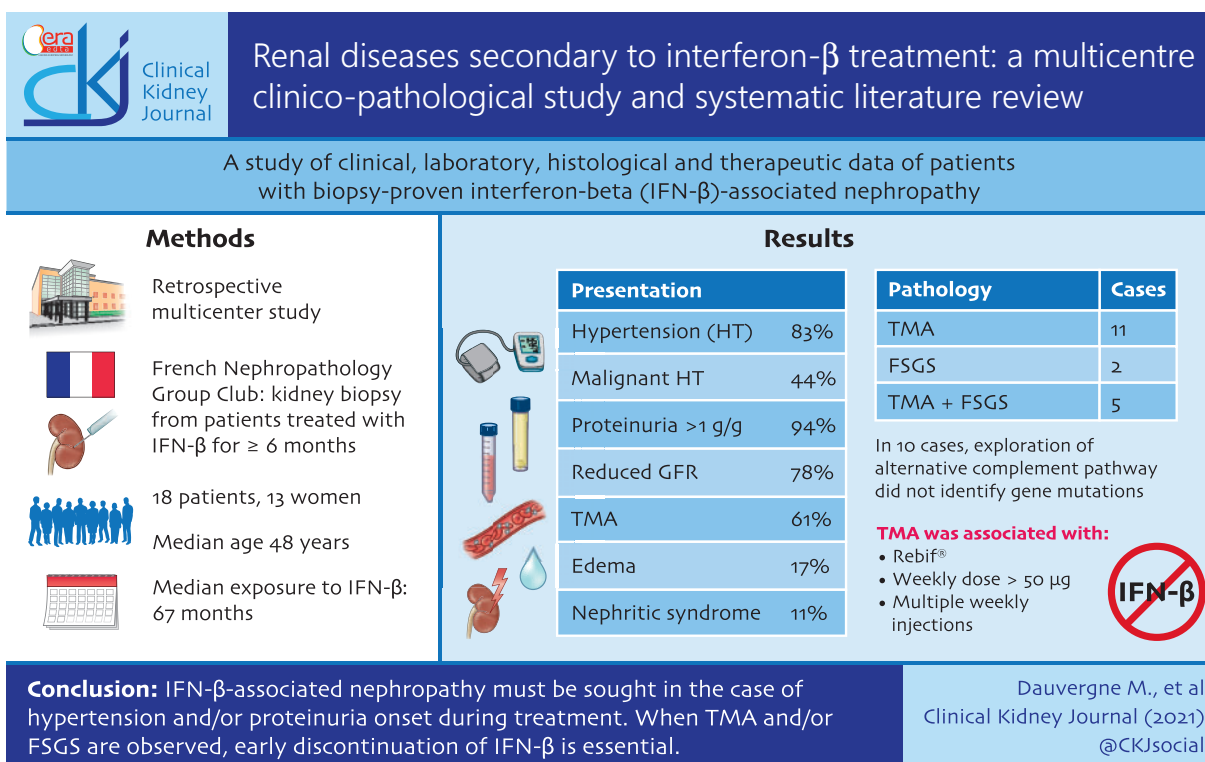 era
edta
ckj
Clinical
Kidney
Journal
Renal diseases secondary to interferon-β treatment: a multicentre
clinico-pathological study and systematic literature review
A study of clinical, laboratory, histological and therapeutic data of patients
with biopsy-proven interferon-beta (IFN-β)-associated nephropathy
Methods
Retrospective
multicenter study
French Nephropathology
Group Club: kidney biopsy
from patients treated with
IFN-β for ≥ 6 months
18 patients, 13 women
Median age 48 years
Median exposure to IFN-β:
67 months
Results
Presentation
Hypertension (HT) 83%
Malignant HT 44%
Proteinuria >1 g/g 94%
Reduced GFR 78%
TMA 61%
Edema 17%
Nephritic syndrome 11%
Pathology Cases
TMA 11
FSGS 2
TMA + FSGS 5
In 10 cases, exploration of
alternative complement pathway
did not identify gene mutations
TMA was associated with:
• Rebif®
• Weekly dose > 50 µg
• Multiple weekly
injections
IFN-β
Conclusion: IFN-β-associated nephropathy must be sought in the case of
hypertension and/or proteinuria onset during treatment. When TMA and/or
FSGS are observed, early discontinuation of IFN-β is essential.
Dauvergne M., et al
Clinical Kidney Journal (2021)
@CKJsocial